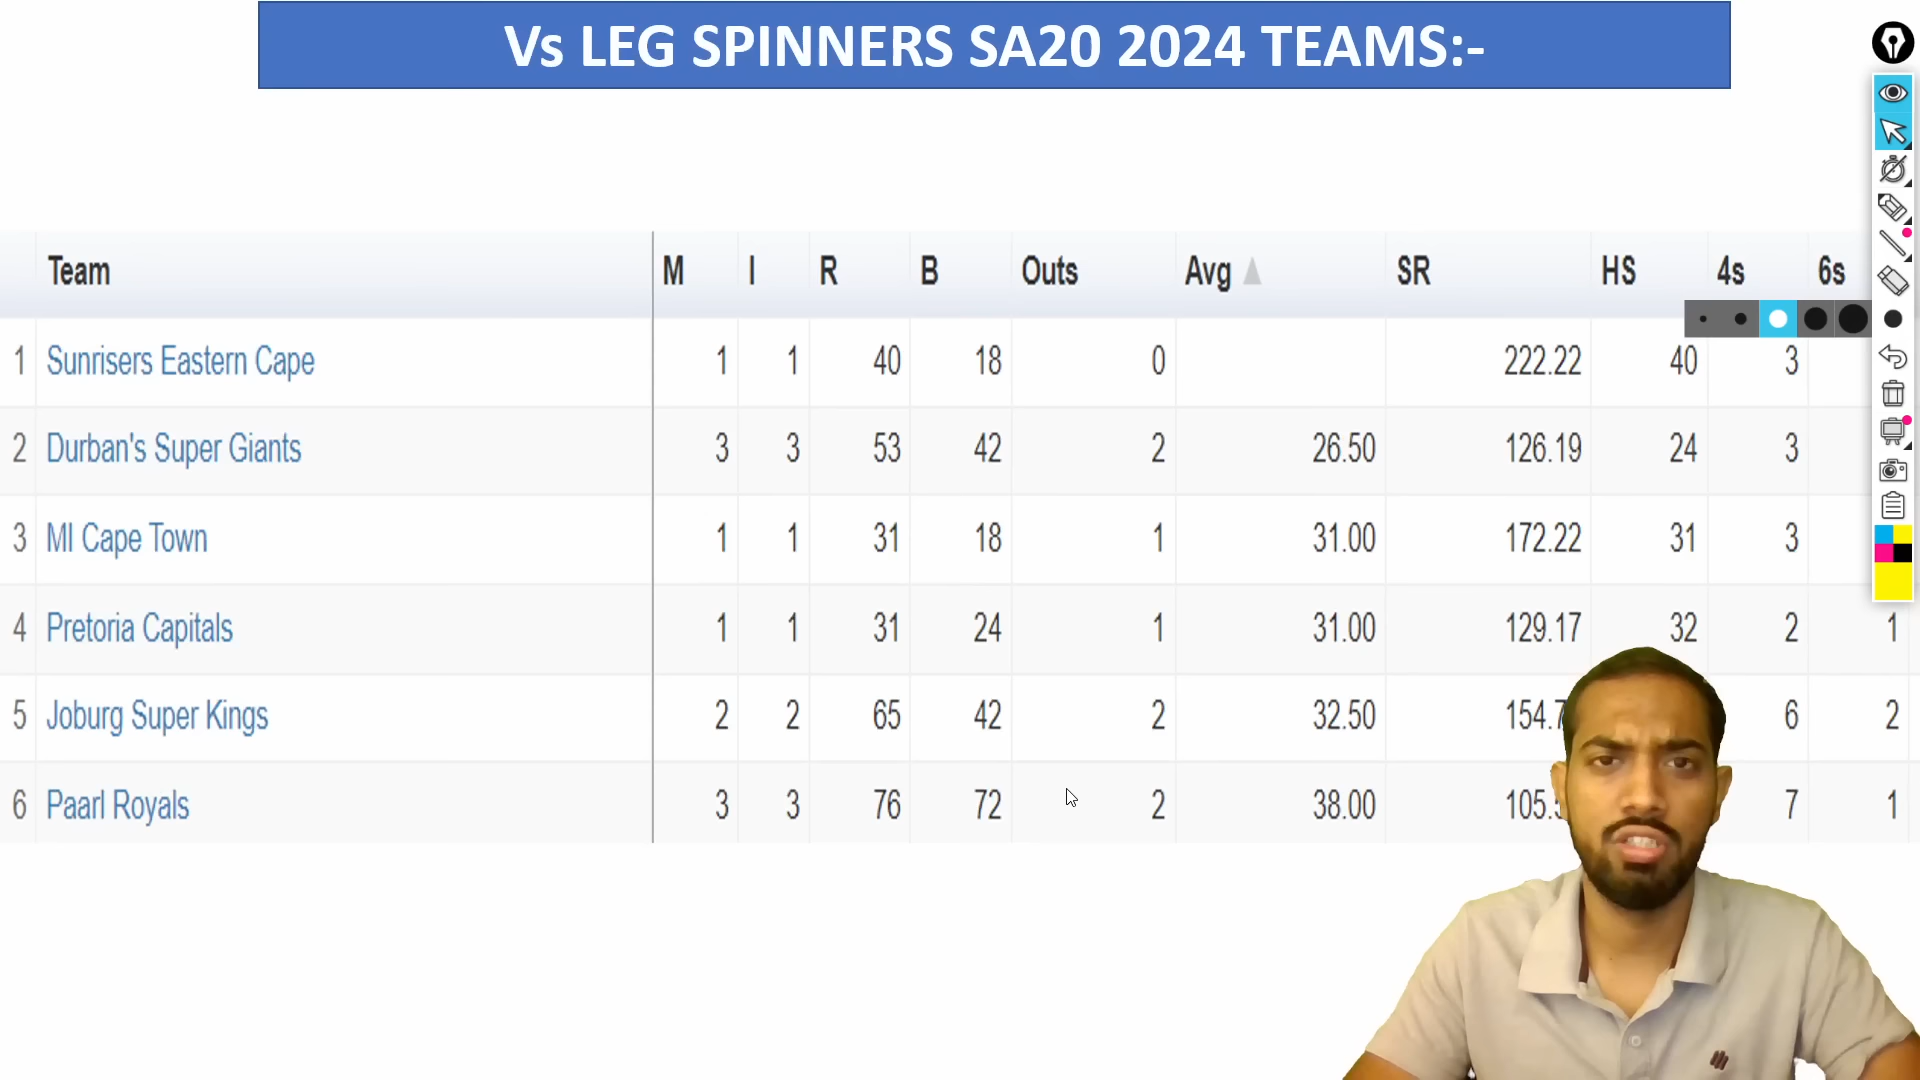 Vs LEG SPINNERS SA20 2024 TEAMS:-
Team M I R B Outs Avg SR HS 4s 6s
1 Sunrisers Eastern Cape 1 1 40 18 0 222.22 40 3
2 Durban's Super Giants 3 3 53 42 2 26.50 126.19 24 3
3 MI Cape Town 1 1 31 18 1 31.00 172.22 31 3
4 Pretoria Capitals 1 1 31 24 1 31.00 129.17 32 2 1
5 Joburg Super Kings 2 2 65 42 2 32.50 6 2
6 Paarl Royals 3 3 76 72 2 38.00 7 1